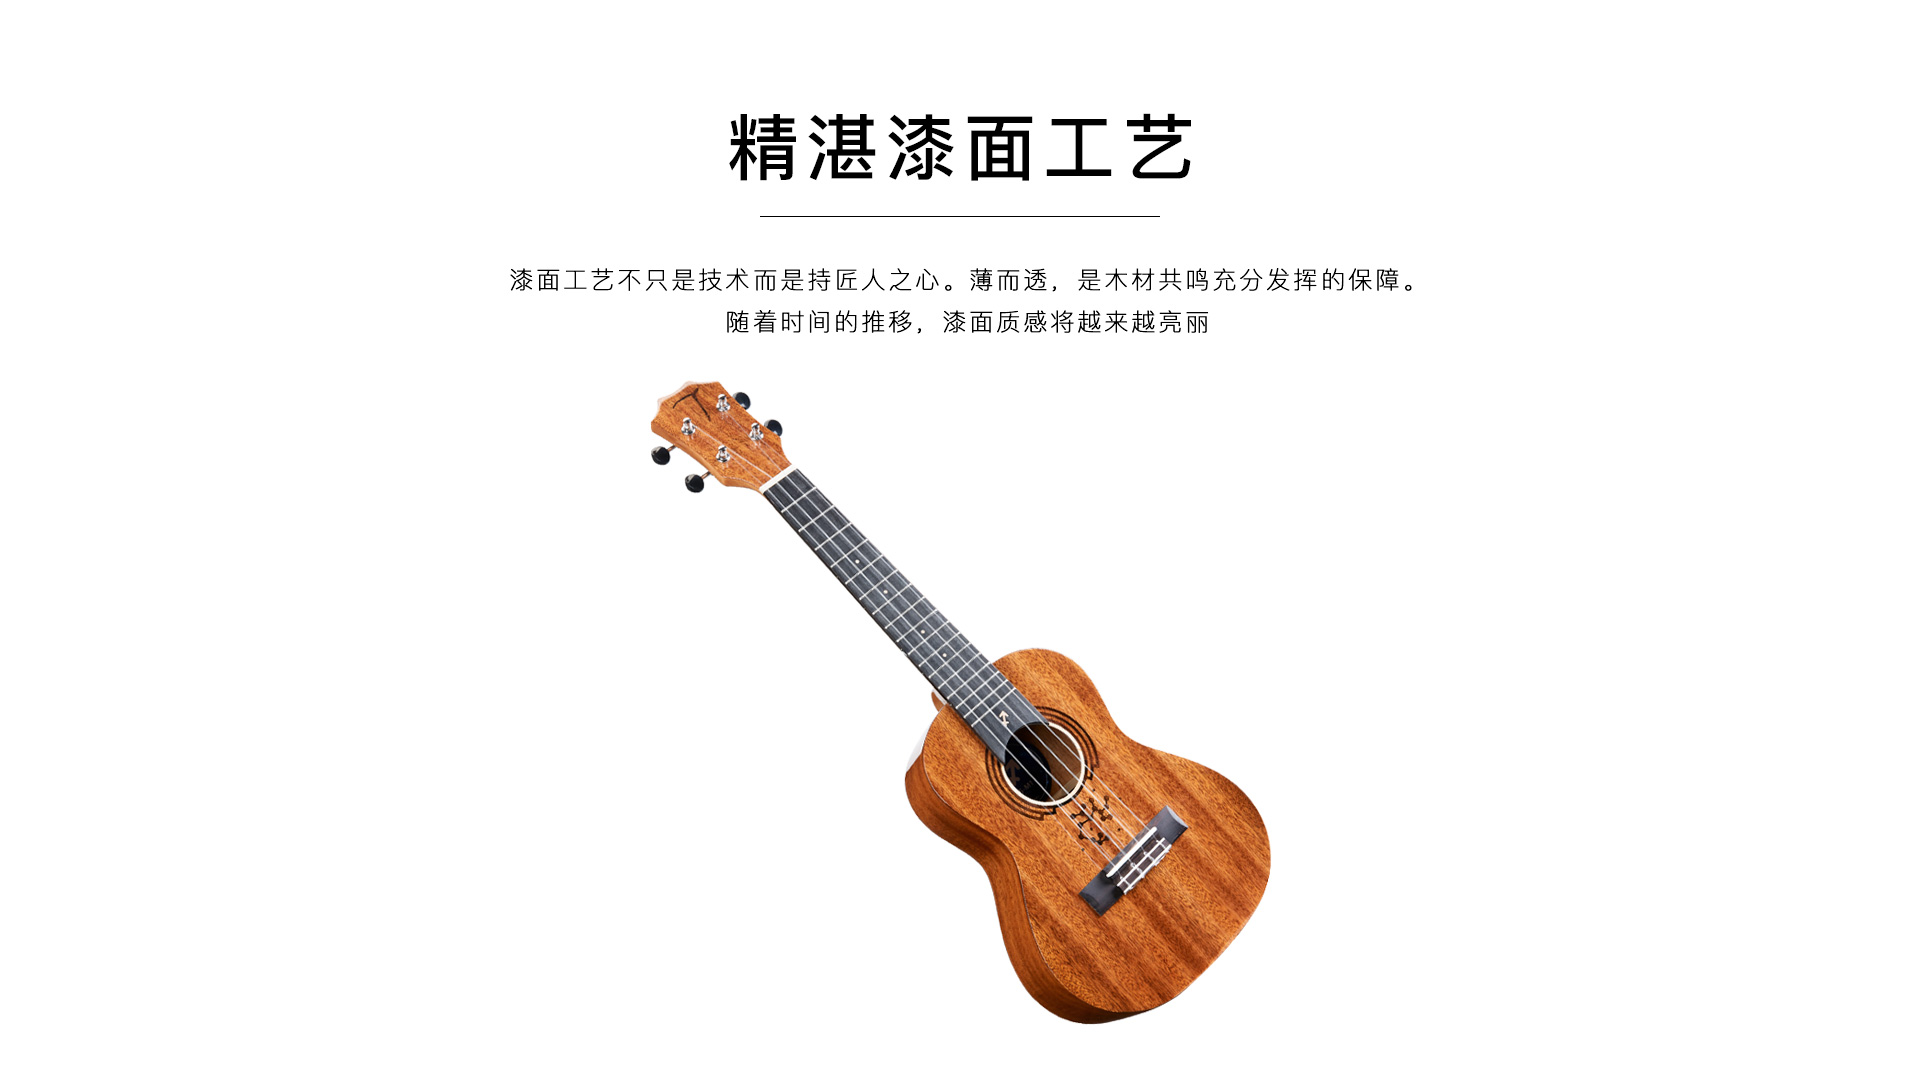 精湛漆面工艺
漆面工艺不只是技术而是持匠人之心。薄而透，是木材共鸣充分发挥的保障。
随着时间的推移，漆面质感将越来越亮丽